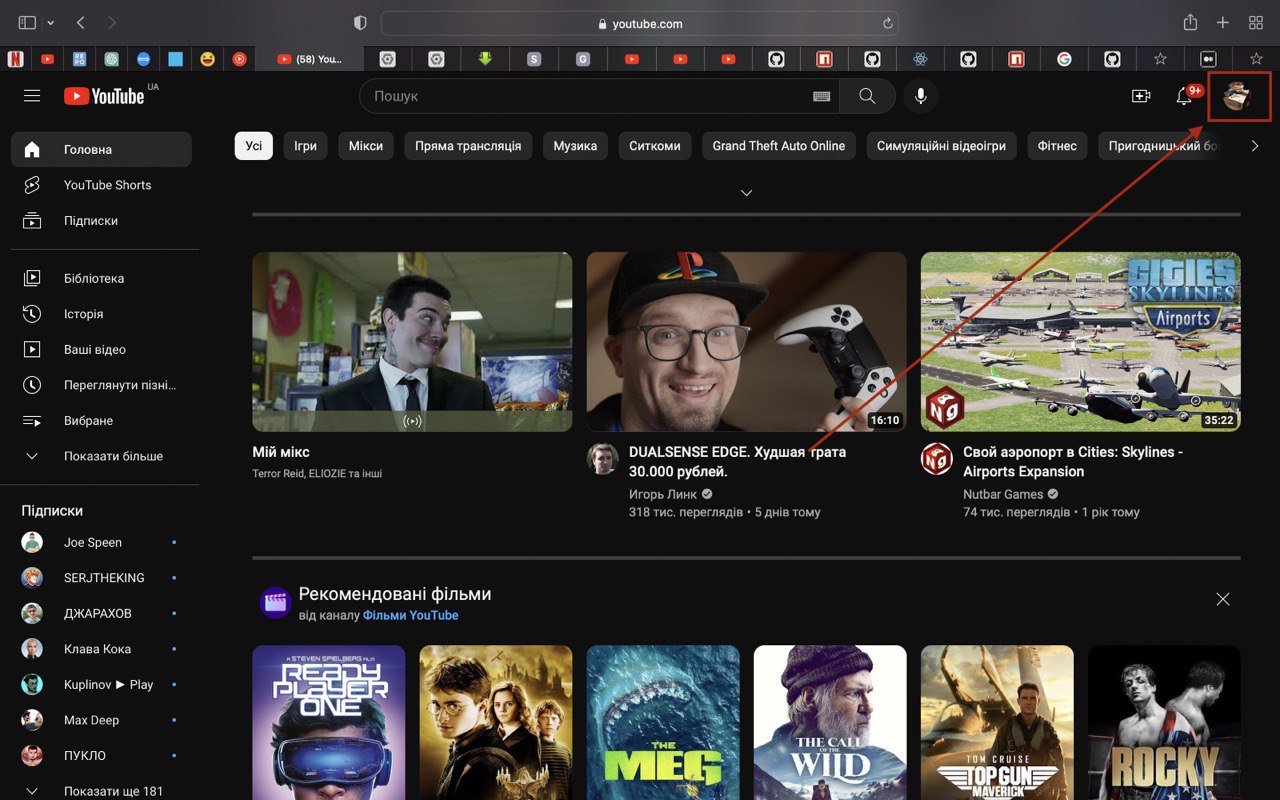 youtube.com
(58) You...
YouTube UA
Пошук
9+
Головна
YouTube Shorts
Підписки
Бібліотека
Історія
Ваші відео
Переглянути пізні...
Вибране
Показати більше
Підписки
Joe Speen
SERJTHEKING
ДЖАРАХОВ
Клава Кока
Kuplinov ► Play
Max Deep
ПУКЛО
Показати ще 181
Усі
Ігри
Мікси
Пряма трансляція
Музика
Ситкоми
Grand Theft Auto Online
Симуляційні відеоігри
Фітнес
Пригодницький бо
Мій мікс
Terror Reid, ELIOZIE та інші
16:10
DUALSENSE EDGE. Худшая трата
30.000 рублей.
Игорь Линк
318 тис. переглядів • 5 днів тому
CITIES
SKYLINES
Airports
Ng
35:22
Свой аэропорт в Cities: Skylines -
Airports Expansion
Nutbar Games
74 тис. переглядів • 1 рік тому
Рекомендовані фільми
від каналу Фільми YouTube
A STEVEN SPIELBERG FILM
READY
PLAYER
ONE
THE
MEG
THE CALL
OF THE
WILD
TOM CRUISE
TOP GUN
MAVERICK
ROCKY